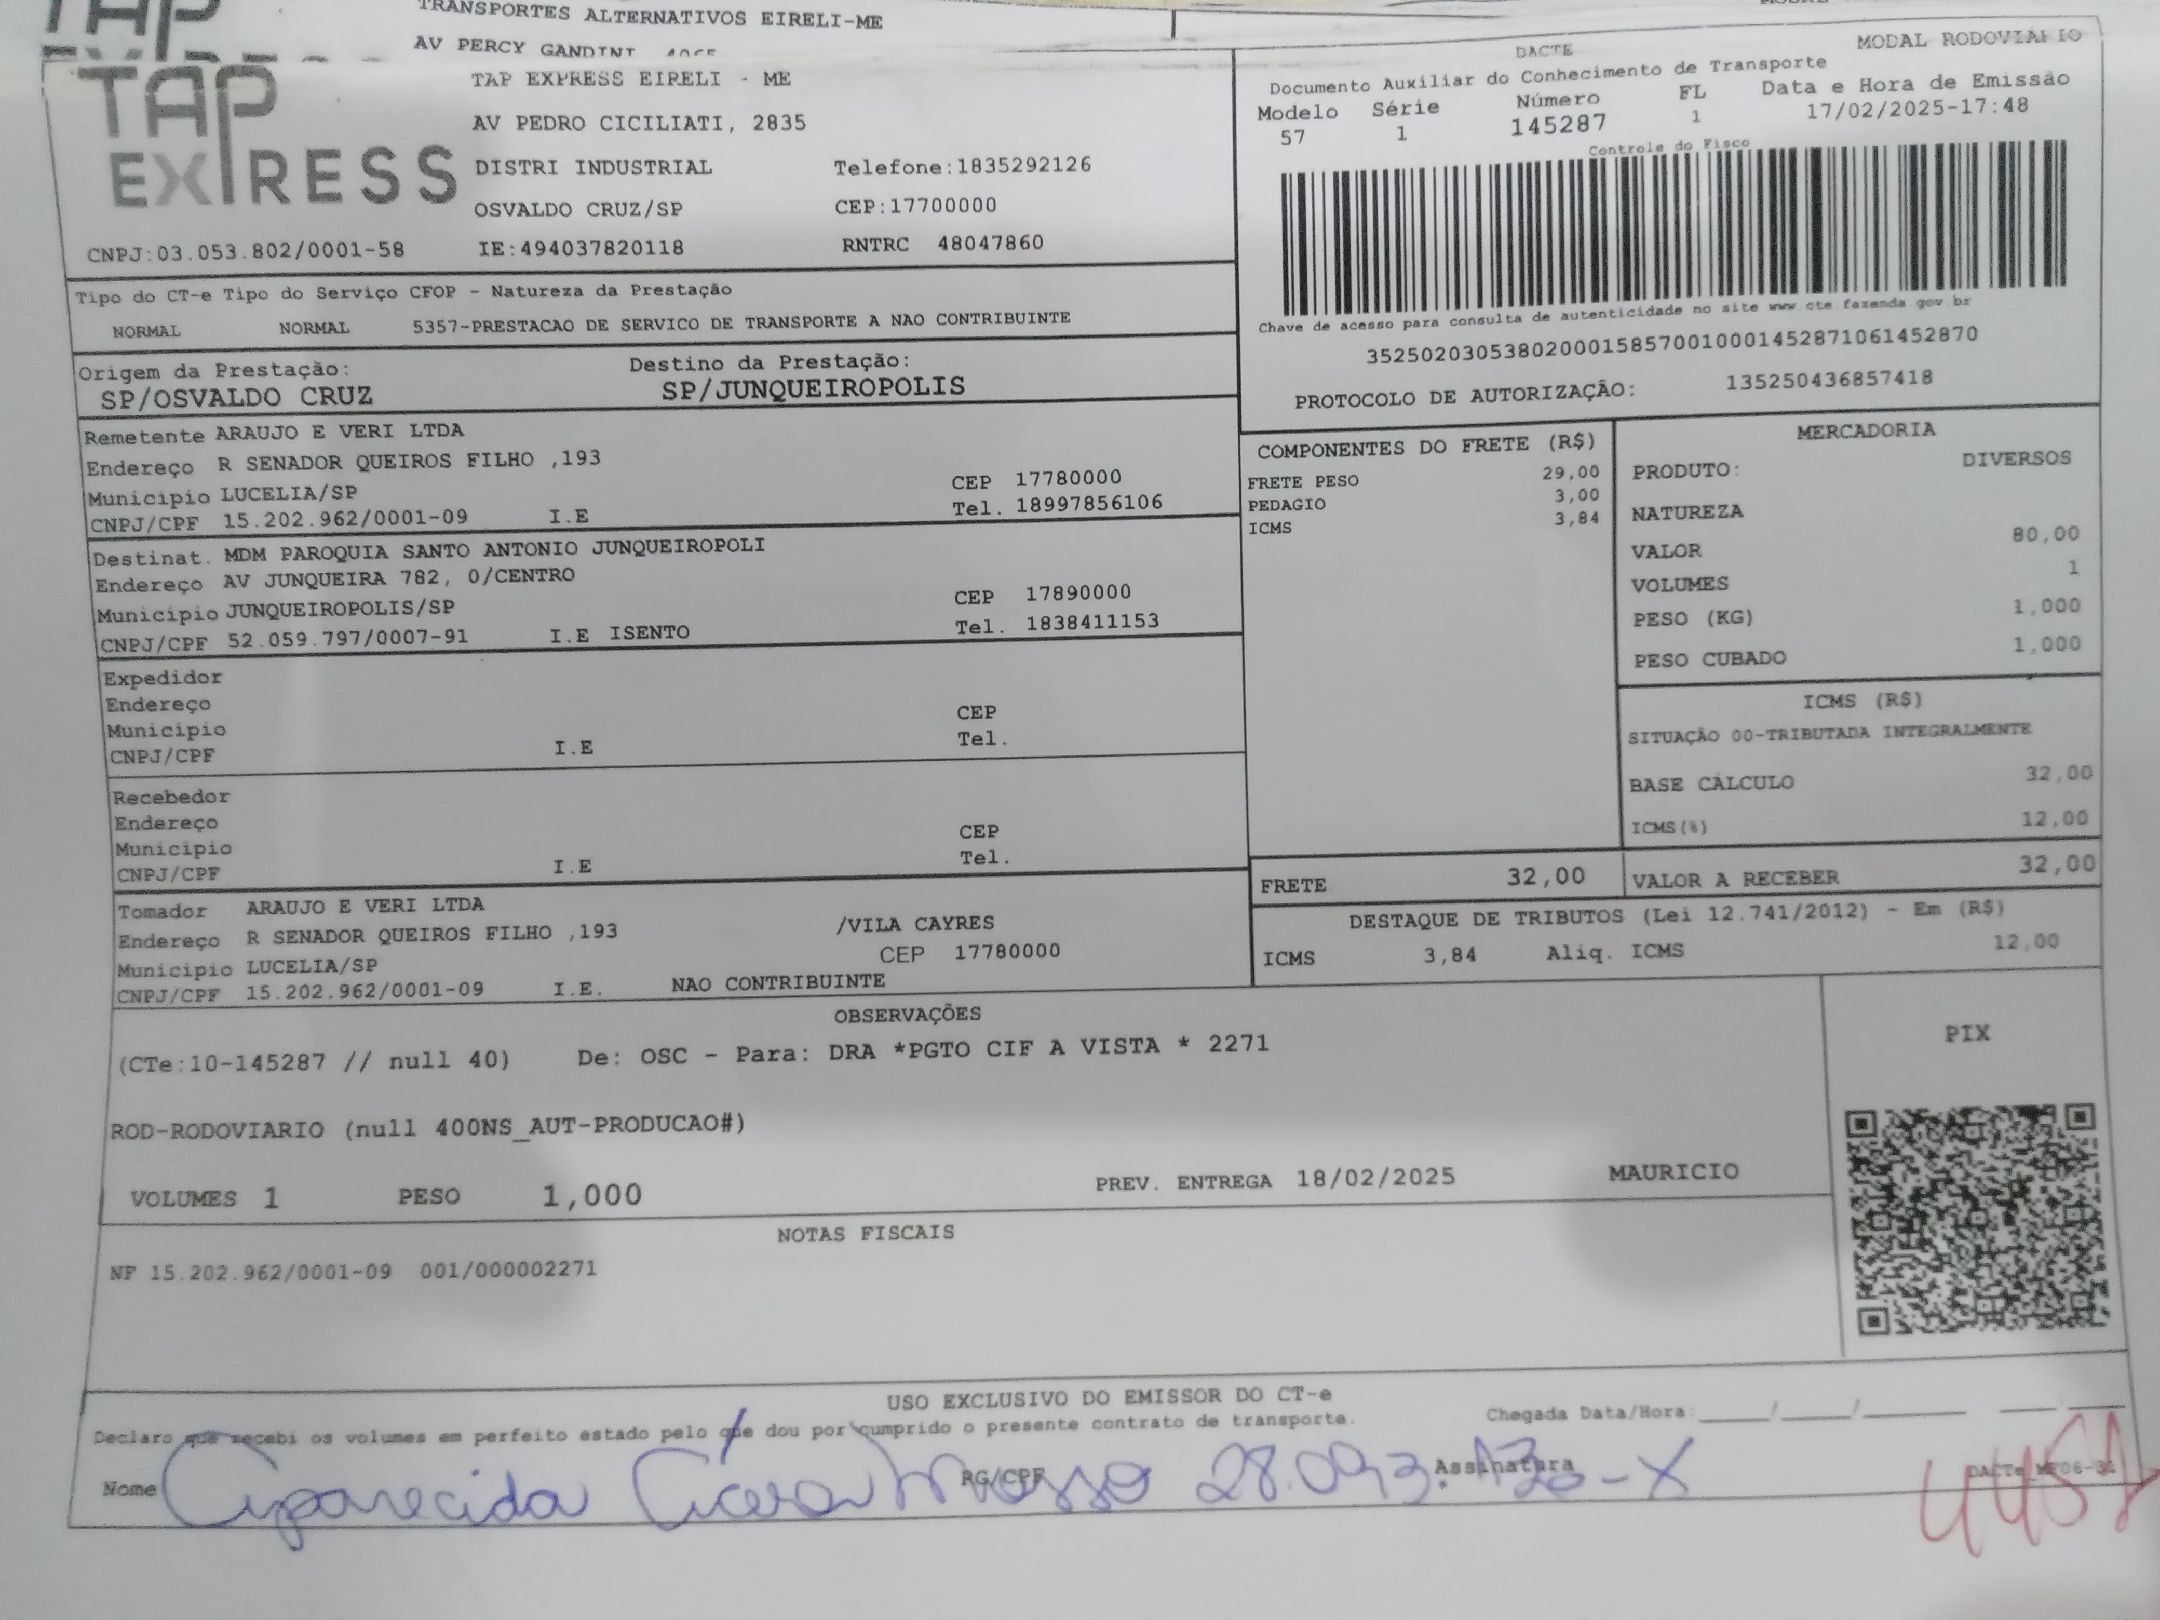 TRANSPORTES ALTERNATIVOS EIRELI-ME
AV PERCY GANDINI
TAP EXPRESS
TAP EXPRESS EIRELI - ME
AV PEDRO CICILIATI, 2835
DISTRI INDUSTRIAL Telefone:1835292126
OSVALDO CRUZ/SP CEP:17700000
CNPJ:03.053.802/0001-58 IE:494037820118 RNTRC 48047860
DACTE MODAL RODOVIÁRIO
Documento Auxiliar do Conhecimento de Transporte
Modelo Série Número FL Data e Hora de Emissão
57 1 145287 1 17/02/2025-17:48
Controle do Fisco
Chave de acesso para consulta de autenticidade no site www.cte.fazenda.gov.br
35250203053802000158570010001452871061452870
PROTOCOLO DE AUTORIZAÇÃO: 135250436857418
Tipo do CT-e Tipo do Serviço CFOP - Natureza da Prestação
NORMAL NORMAL 5357-PRESTACAO DE SERVICO DE TRANSPORTE A NAO CONTRIBUINTE
Origem da Prestação: Destino da Prestação:
SP/OSVALDO CRUZ SP/JUNQUEIROPOLIS
Remetente ARAUJO E VERI LTDA
Endereço R SENADOR QUEIROS FILHO ,193
Municipio LUCELIA/SP CEP 17780000
CNPJ/CPF 15.202.962/0001-09 I.E Tel. 18997856106
Destinat. MDM PAROQUIA SANTO ANTONIO JUNQUEIROPOLI
Endereço AV JUNQUEIRA 782, 0/CENTRO
Municipio JUNQUEIROPOLIS/SP CEP 17890000
CNPJ/CPF 52.059.797/0007-91 I.E ISENTO Tel. 1838411153
Expedidor
Endereço
Municipio CEP
CNPJ/CPF I.E Tel.
Recebedor
Endereço
Municipio CEP
CNPJ/CPF I.E Tel.
Tomador ARAUJO E VERI LTDA
Endereço R SENADOR QUEIROS FILHO ,193 /VILA CAYRES
Municipio LUCELIA/SP CEP 17780000
CNPJ/CPF 15.202.962/0001-09 I.E. NAO CONTRIBUINTE
COMPONENTES DO FRETE (R$)
FRETE PESO 29,00
PEDAGIO 3,00
ICMS 3,84
MERCADORIA
PRODUTO: DIVERSOS
NATUREZA
VALOR 80,00
VOLUMES 1
PESO (KG) 1,000
PESO CUBADO 1,000
ICMS (R$)
SITUAÇÃO 00-TRIBUTADA INTEGRALMENTE
BASE CÁLCULO 32,00
ICMS(%) 12,00
FRETE 32,00 VALOR A RECEBER 32,00
DESTAQUE DE TRIBUTOS (Lei 12.741/2012) - Em (R$)
ICMS 3,84 Aliq. ICMS 12,00
OBSERVAÇÕES
(CTe:10-145287 // null 40) De: OSC - Para: DRA *PGTO CIF A VISTA * 2271
ROD-RODOVIARIO (null 400NS_AUT-PRODUCAO#)
VOLUMES 1 PESO 1,000 PREV. ENTREGA 18/02/2025 MAURICIO
PIX
NOTAS FISCAIS
NF 15.202.962/0001-09 001/000002271
USO EXCLUSIVO DO EMISSOR DO CT-e
Declaro que recebi os volumes em perfeito estado pelo que dou por cumprido o presente contrato de transporte. Chegada Data/Hora:____/____/______ ____:____
Nome Aparecida RG/CPF Assinatura